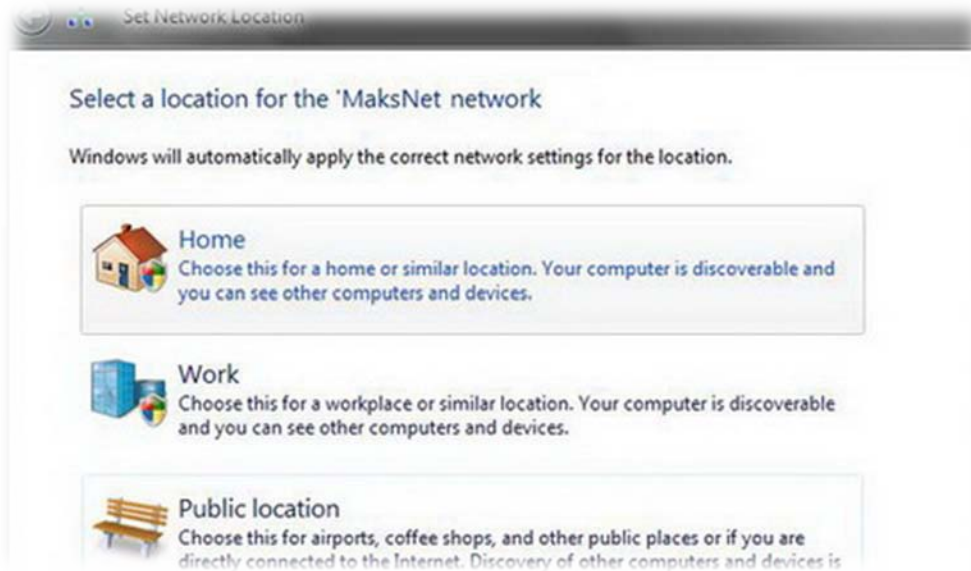 Set Network Location
Select a location for the 'MaksNet network
Windows will automatically apply the correct network settings for the location.
Home
Choose this for a home or similar location. Your computer is discoverable and
you can see other computers and devices.
Work
Choose this for a workplace or similar location. Your computer is discoverable
and you can see other computers and devices.
Public location
Choose this for airports, coffee shops, and other public places or if you are
directly connected to the Internet. Discovery of other computers and devices is